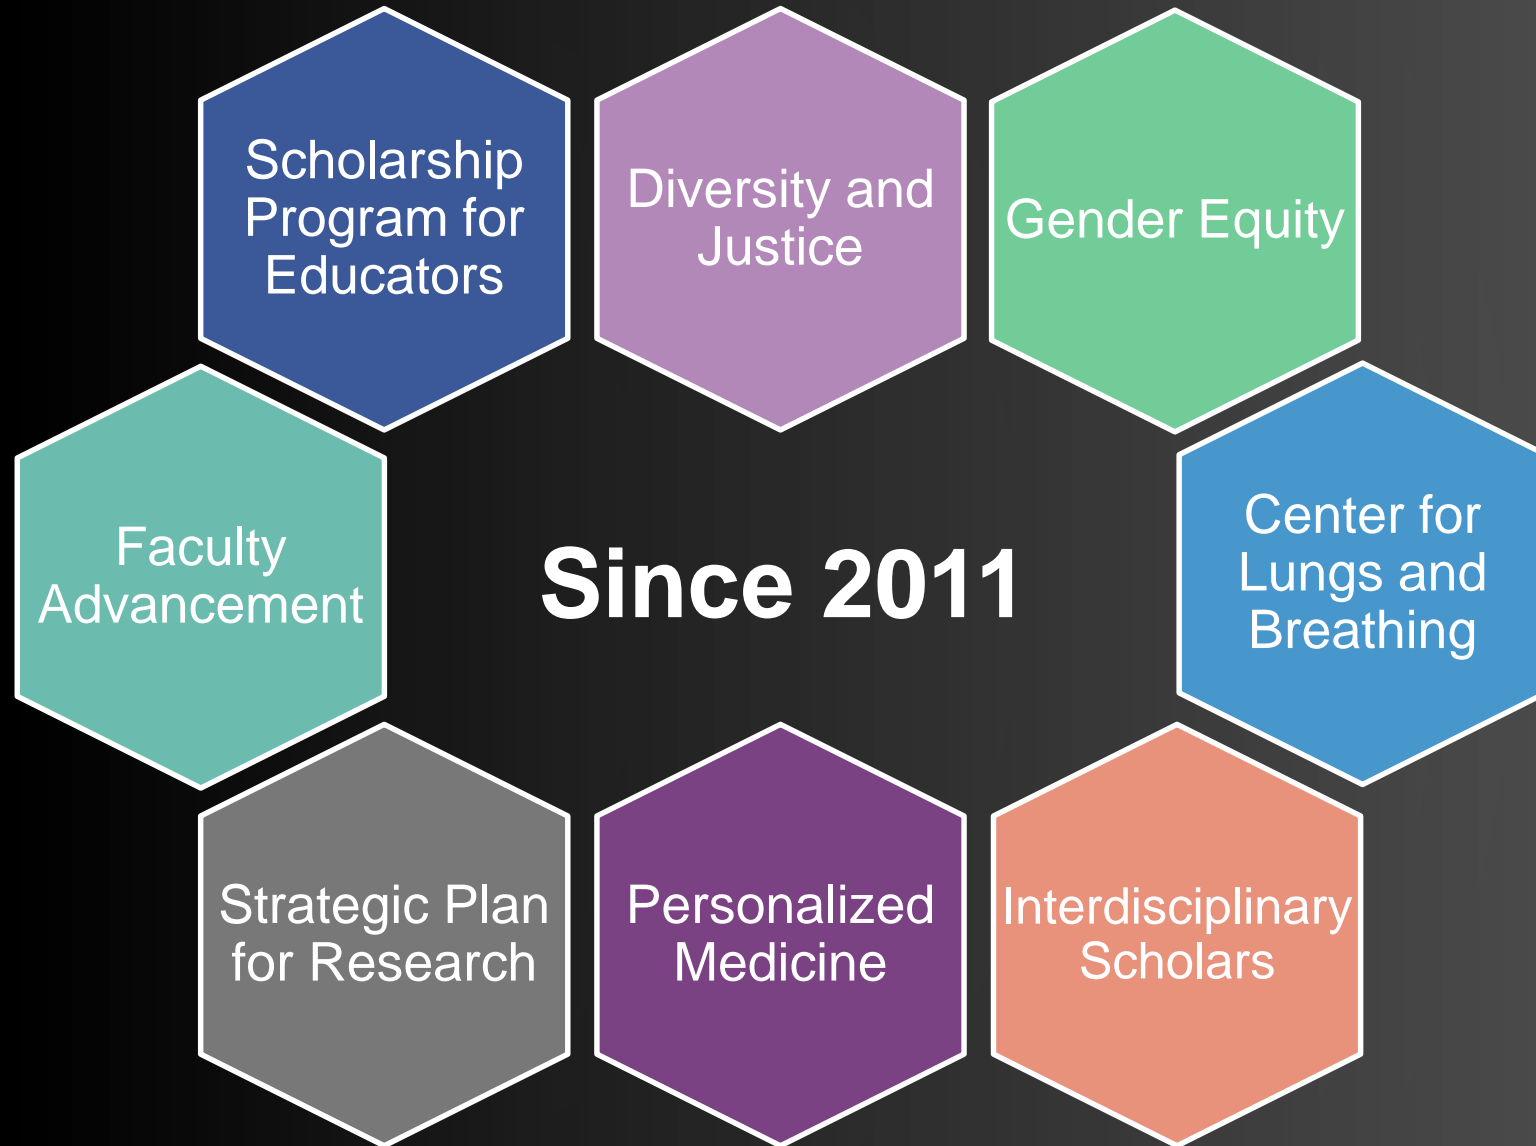 Scholarship
Program for
Educators
Diversity and
Justice
Gender Equity
Faculty
Advancement
Since 2011
Center for
Lungs and
Breathing
Strategic Plan
for Research
Personalized
Medicine
Interdisciplinary
Scholars